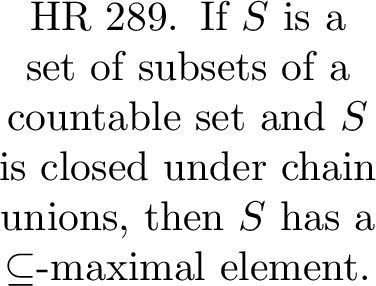 HR 289. If S is a
set of subsets of a
countable set and S
is closed under chain
unions, then S has a
⊆-maximal element.